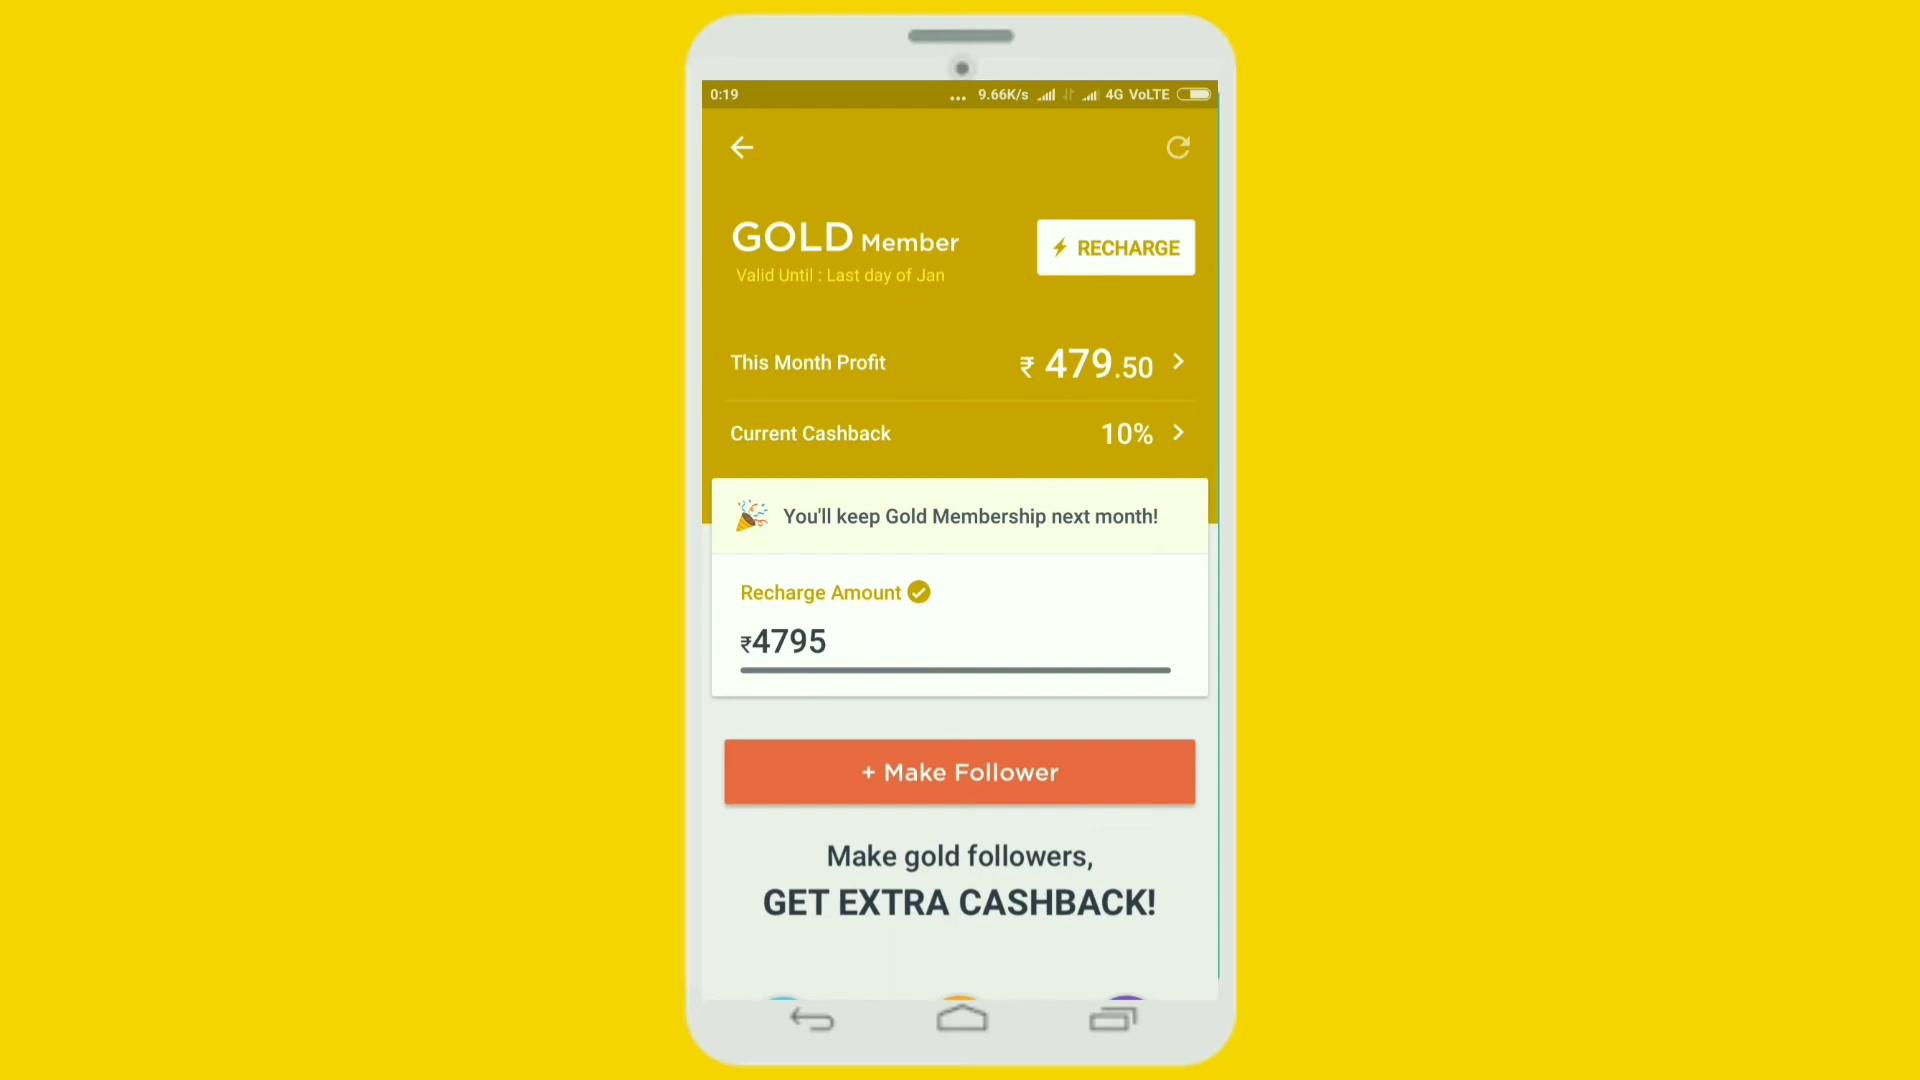 0:19 ... 9.66K/s 4G VoLTE
GOLD Member
RECHARGE
Valid Until : Last day of Jan
This Month Profit ₹ 479.50
Current Cashback 10%
You'll keep Gold Membership next month!
Recharge Amount
₹4795
+ Make Follower
Make gold followers,
GET EXTRA CASHBACK!